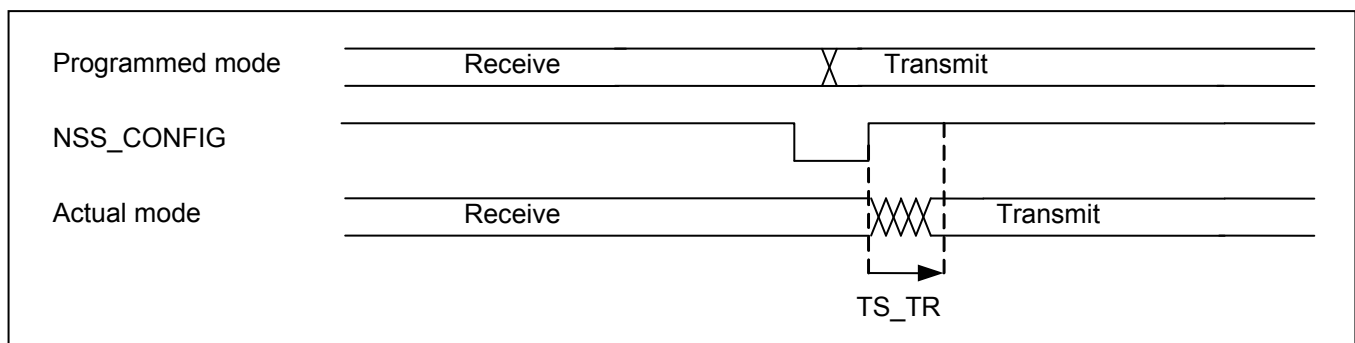 Programmed mode Receive Transmit
NSS_CONFIG
Actual mode Receive Transmit
TS_TR